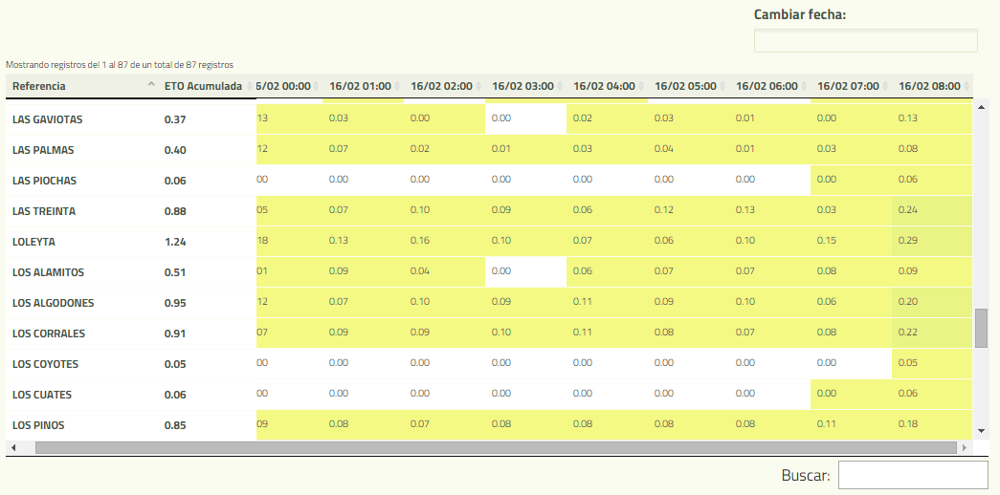 Cambiar fecha:
Mostrando registros del 1 al 87 de un total de 87 registros
Referencia ETO Acumulada 6/02 00:00 16/02 01:00 16/02 02:00 16/02 03:00 16/02 04:00 16/02 05:00 16/02 06:00 16/02 07:00 16/02 08:00
LAS GAVIOTAS 0.37 13 0.03 0.00 0.00 0.02 0.03 0.01 0.00 0.13
LAS PALMAS 0.40 12 0.07 0.02 0.01 0.03 0.04 0.01 0.03 0.08
LAS PIOCHAS 0.06 00 0.00 0.00 0.00 0.00 0.00 0.00 0.00 0.06
LAS TREINTA 0.88 05 0.07 0.10 0.09 0.06 0.12 0.13 0.03 0.24
LOLEYTA 1.24 18 0.13 0.16 0.10 0.07 0.06 0.10 0.15 0.29
LOS ALAMITOS 0.51 01 0.09 0.04 0.00 0.06 0.07 0.07 0.08 0.09
LOS ALGODONES 0.95 12 0.07 0.10 0.09 0.11 0.09 0.10 0.06 0.20
LOS CORRALES 0.91 07 0.09 0.09 0.10 0.11 0.08 0.07 0.08 0.22
LOS COYOTES 0.05 00 0.00 0.00 0.00 0.00 0.00 0.00 0.00 0.05
LOS CUATES 0.06 00 0.00 0.00 0.00 0.00 0.00 0.00 0.00 0.06
LOS PINOS 0.85 09 0.08 0.07 0.08 0.08 0.08 0.08 0.11 0.18
Buscar: